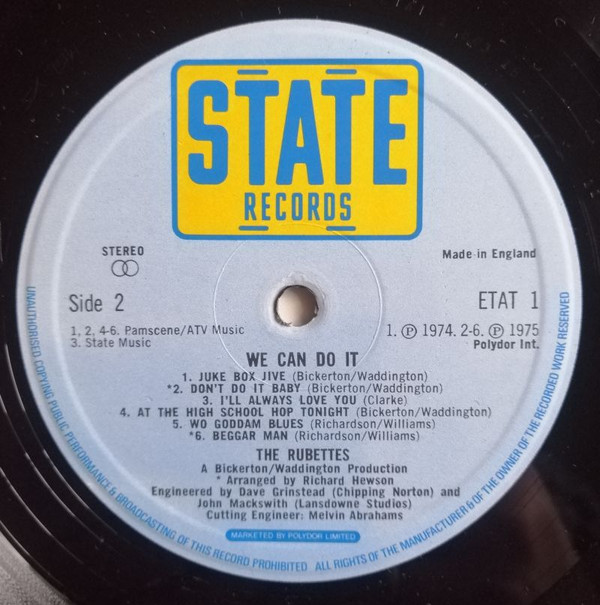 STATE
RECORDS
STEREO
Made in England
Side 2
ETAT 1
1, 2, 4-6. Pamscene/ATV Music
3. State Music
1. Ⓟ 1974. 2-6. Ⓟ 1975
Polydor Int.
WE CAN DO IT
1. JUKE BOX JIVE (Bickerton/Waddington)
*2. DON'T DO IT BABY (Bickerton/Waddington)
3. I'LL ALWAYS LOVE YOU (Clarke)
4. AT THE HIGH SCHOOL HOP TONIGHT (Bickerton/Waddington)
5. WO GODDAM BLUES (Richardson/Williams)
*6. BEGGAR MAN (Richardson/Williams)
THE RUBETTES
A Bickerton/Waddington Production
* Arranged by Richard Hewson
Engineered by Dave Grinstead (Chipping Norton) and
John Mackswith (Lansdowne Studios)
Cutting Engineer: Melvin Abrahams
MARKETED BY POLYDOR LIMITED
UNAUTHORISED COPYING PUBLIC PERFORMANCE & BROADCASTING OF THIS RECORD PROHIBITED ALL RIGHTS OF THE MANUFACTURER & OF THE OWNER OF THE RECORDED WORK RESERVED